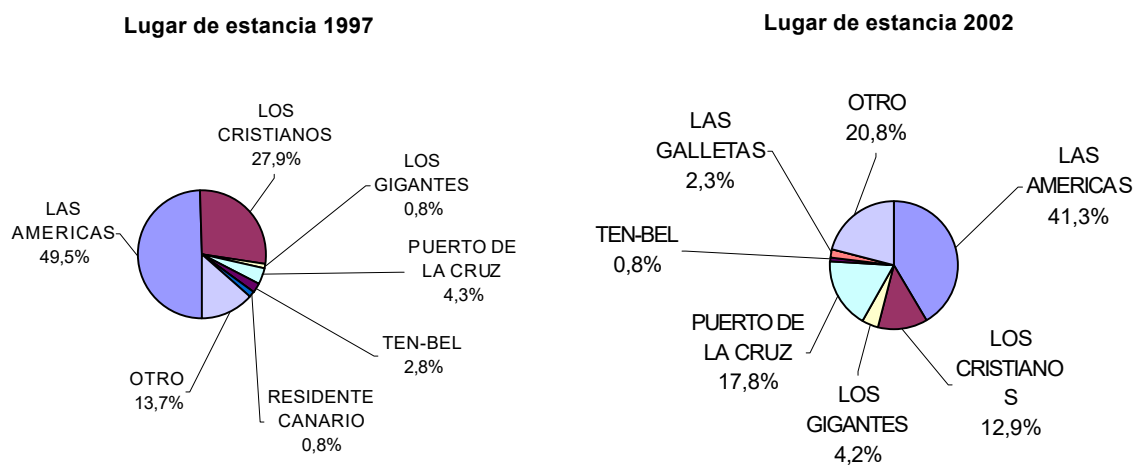 Lugar de estancia 1997
LOS
CRISTIANOS
27,9%
LOS
GIGANTES
0,8%
PUERTO DE
LA CRUZ
4,3%
TEN-BEL
2,8%
RESIDENTE
CANARIO
0,8%
OTRO
13,7%
LAS
AMERICAS
49,5%
Lugar de estancia 2002
OTRO
20,8%
LAS
AMERICAS
41,3%
LOS
CRISTIANO
S
12,9%
LOS
GIGANTES
4,2%
PUERTO DE
LA CRUZ
17,8%
TEN-BEL
0,8%
LAS
GALLETAS
2,3%